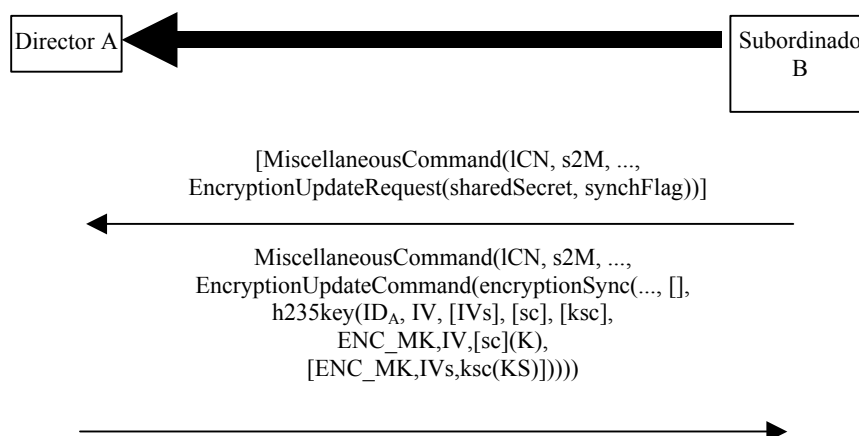 Director A
Subordinado
B
[MiscellaneousCommand(lCN, s2M, ...,
EncryptionUpdateRequest(sharedSecret, synchFlag))]
MiscellaneousCommand(lCN, s2M, ...,
EncryptionUpdateCommand(encryptionSync(..., [],
h235key(ID_A, IV, [IVs], [sc], [ksc],
ENC_MK,IV,[sc](K),
[ENC_MK,IVs,ksc(KS)]))))